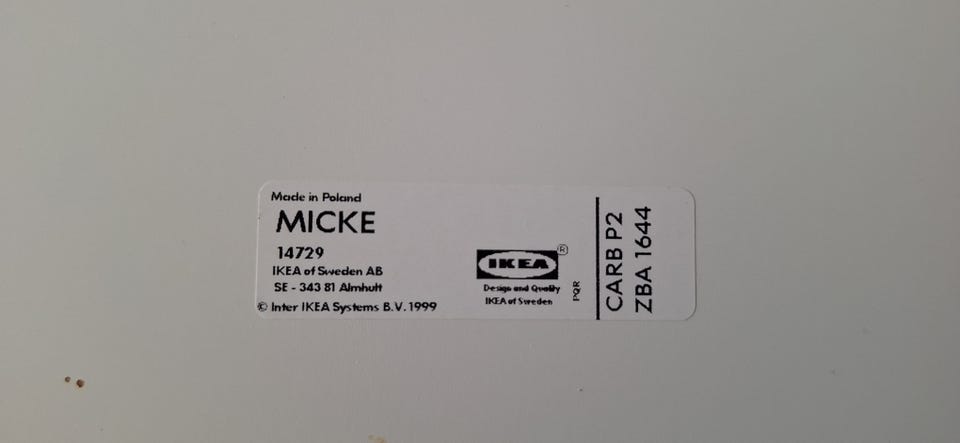 Made in Poland
MICKE
14729
IKEA of Sweden AB
SE - 343 81 Älmhult
© Inter IKEA Systems B.V. 1999
IKEA ®
Design and Quality
IKEA of Sweden
PQR
CARB P2
ZBA 1644